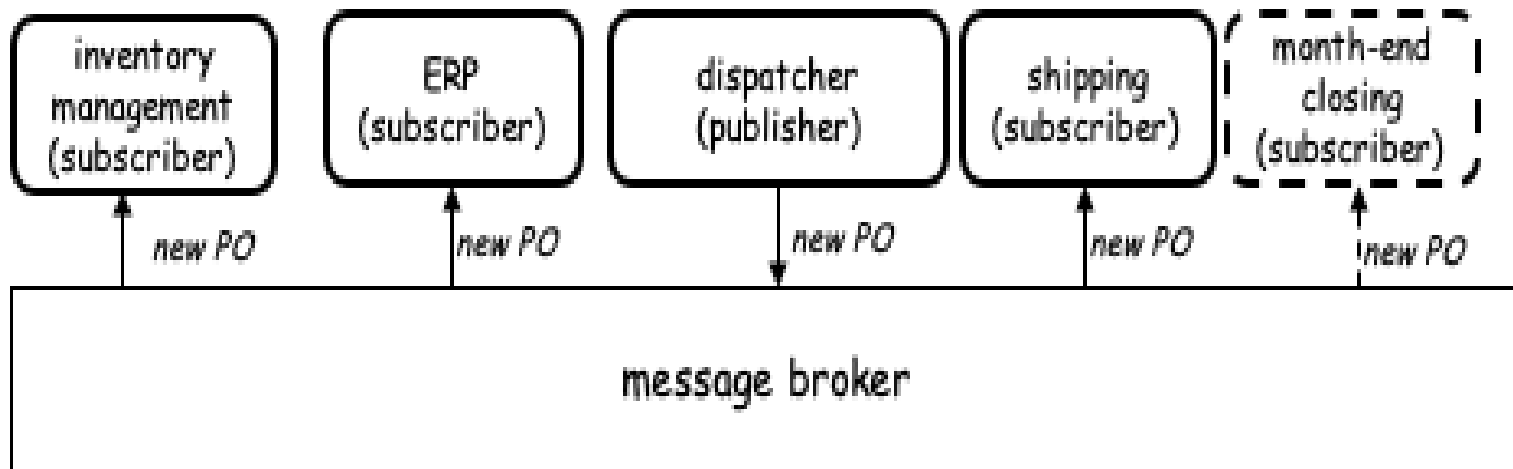 inventory
management
(subscriber)
ERP
(subscriber)
dispatcher
(publisher)
shipping
(subscriber)
month-end
closing
(subscriber)
new PO
new PO
new PO
new PO
new PO
message broker